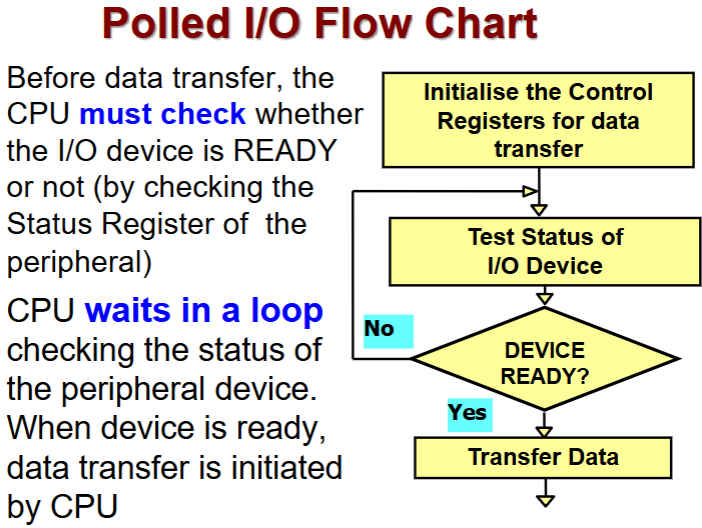 Polled I/O Flow Chart
Before data transfer, the
CPU must check whether
the I/O device is READY
or not (by checking the
Status Register of the
peripheral)
CPU waits in a loop
checking the status of
the peripheral device.
When device is ready,
data transfer is initiated
by CPU
Initialise the Control
Registers for data
transfer
Test Status of
I/O Device
No
DEVICE
READY?
Yes
Transfer Data